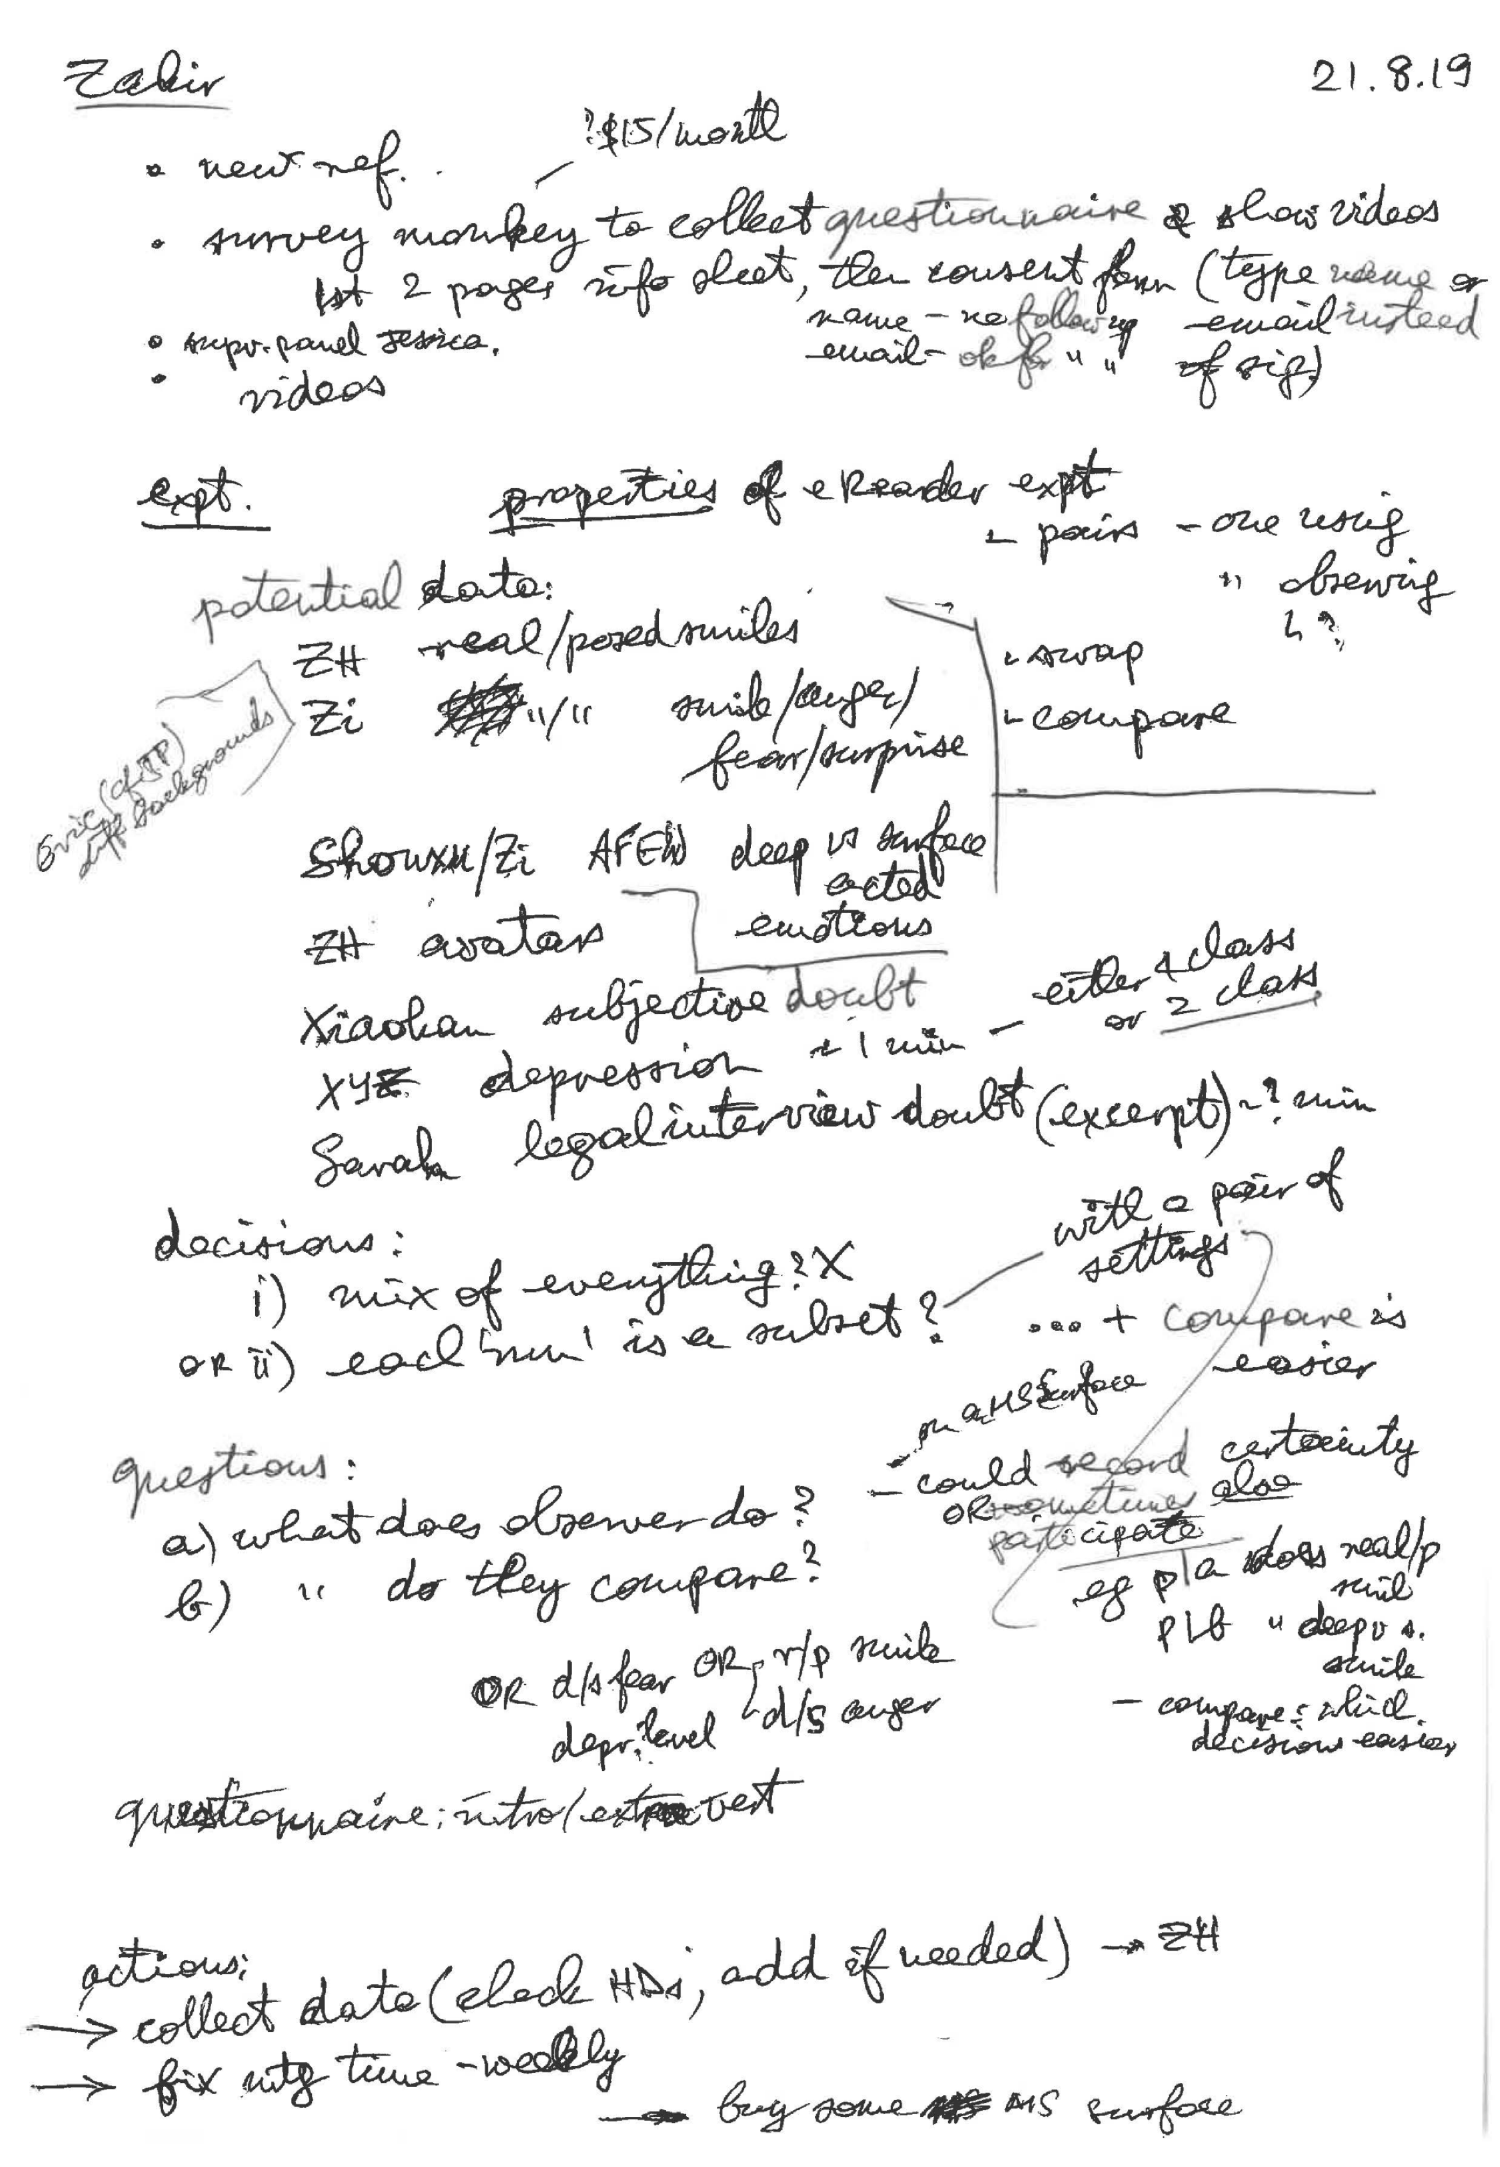 Zakir
21.8.19
• new ref.
?$15/month
• survey monkey to collect questionnaire & show videos
1st 2 pages info sheet, then consent form (type name or
name - no follow up
email instead
email - ok for " "
of sig)
• superv. panel Jessica.
• videos
expt.
properties of eReader expt
- pairs - one using
" observing
↳ ?
- swap
- compare
potential data:
ZH real/posed smiles
Zi "/" smile/anger/
fear/surprise
Eric (cf JP)
diff backgrounds
Shouxu/Zi AFEW deep vs surface
acted
emotions
ZH avatars
Xiaohan subjective doubt
XYZ depression ~ 1 min - either 4 class
or 2 class
Sarah legal interview doubt (excerpt) ~ ? min
decisions:
i) mix of everything? X
OR ii) each 'run' is a subset?
with a pair of
settings
... + compare is
easier
questions:
a) what does observer do?
- on a MS Surface
- could record certainty
OR sometimes also
participate
b) " do they compare?
eg p/a does real/p
smile
p/b " deep v s.
smile
- compare: which
decisions easier
OR d/s fear OR r/p smile
depr. level d/s anger
questionnaire: intro/extravert
actions:
→ collect data (check HDs, add if needed) → ZH
→ fix mtg time - weekly
→ buy some MS surface